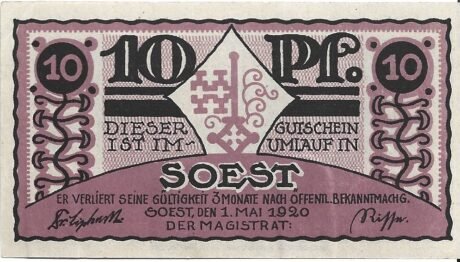 10 10 Pf. 10
DIESER GUTSCHEIN
IST IM UMLAUF IN
SOEST
ER VERLIERT SEINE GÜLTIGKEIT 3 MONATE NACH ÖFFENTL. BEKANNTMACHG.
SOEST, DEN 1. MAI 1920
DER MAGISTRAT: